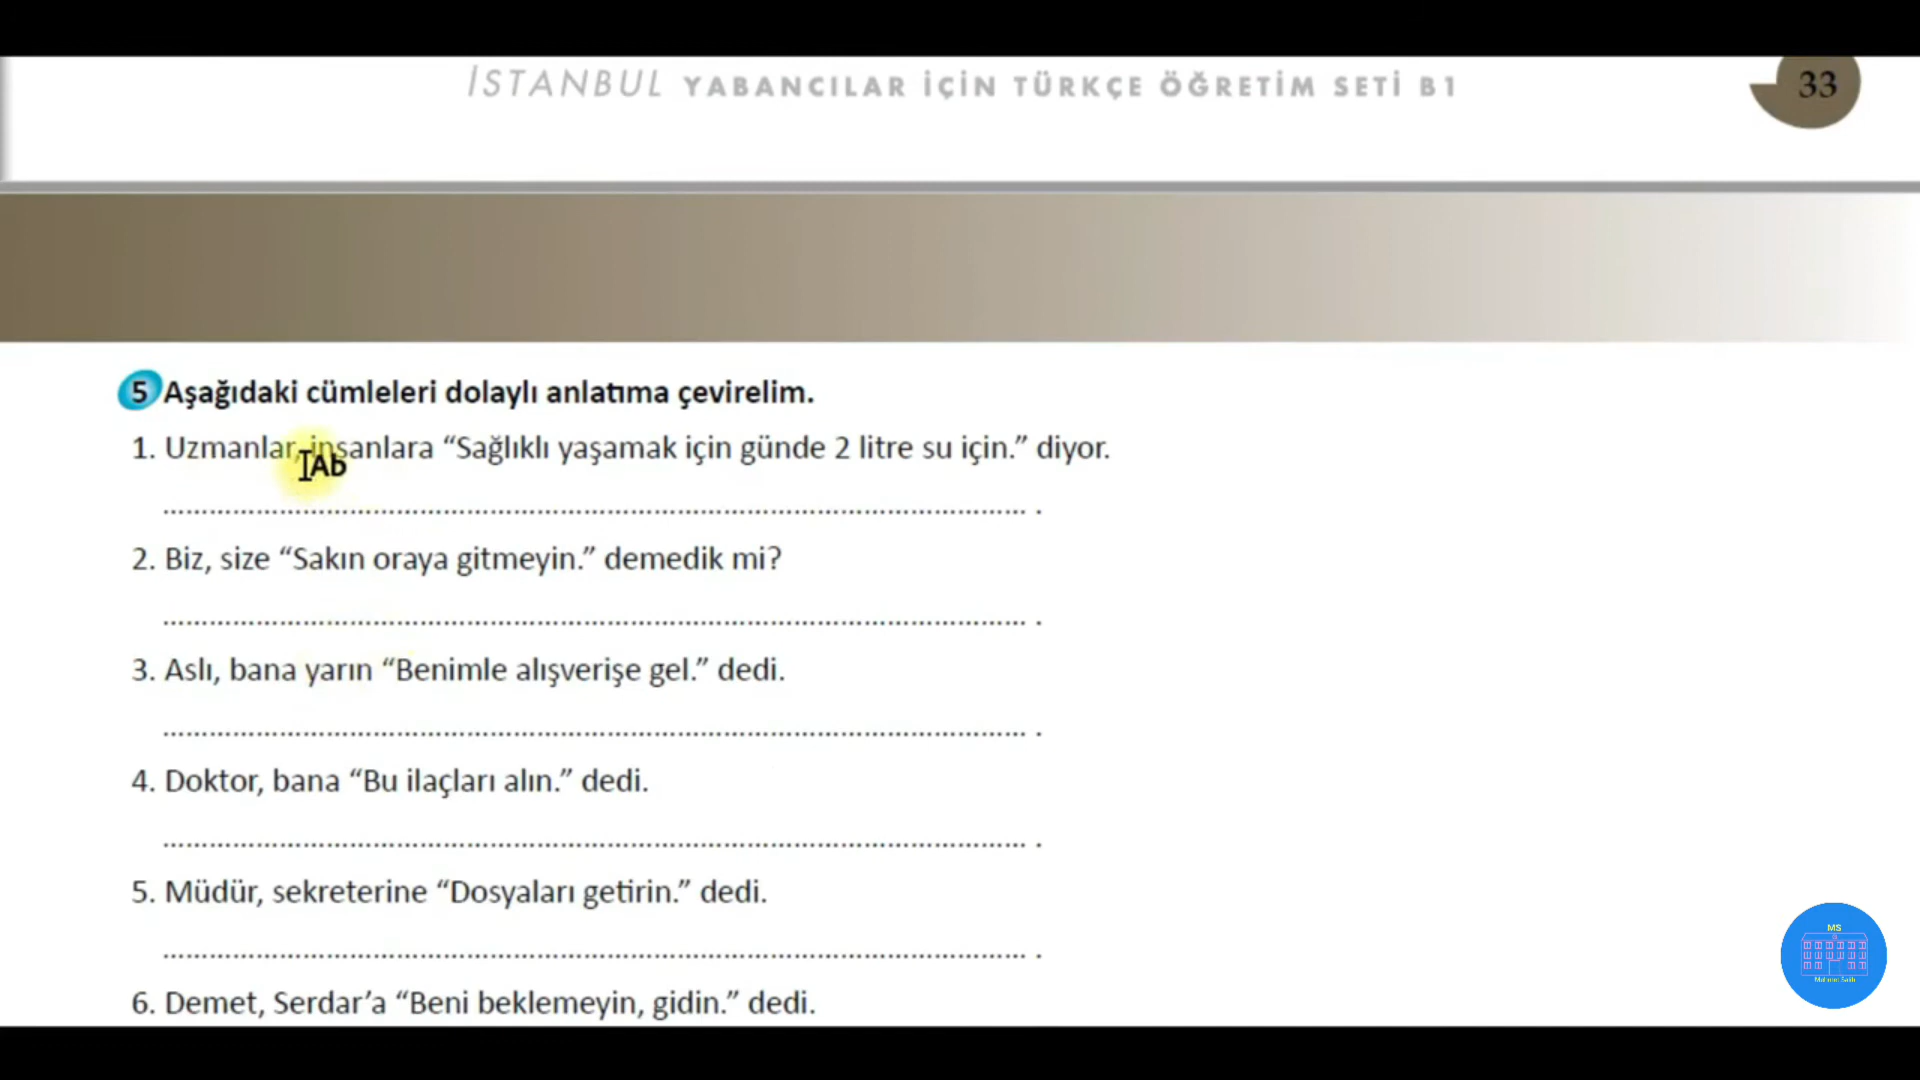 İSTANBUL YABANCILAR İÇİN TÜRKÇE ÖĞRETİM SETİ B1
33
5 Aşağıdaki cümleleri dolaylı anlatıma çevirelim.
1. Uzmanlar, insanlara “Sağlıklı yaşamak için günde 2 litre su için.” diyor.
Ab
.
2. Biz, size “Sakın oraya gitmeyin.” demedik mi?
.
3. Aslı, bana yarın “Benimle alışverişe gel.” dedi.
.
4. Doktor, bana “Bu ilaçları alın.” dedi.
.
5. Müdür, sekreterine “Dosyaları getirin.” dedi.
.
MS
6. Demet, Serdar’a “Beni beklemeyin, gidin.” dedi.